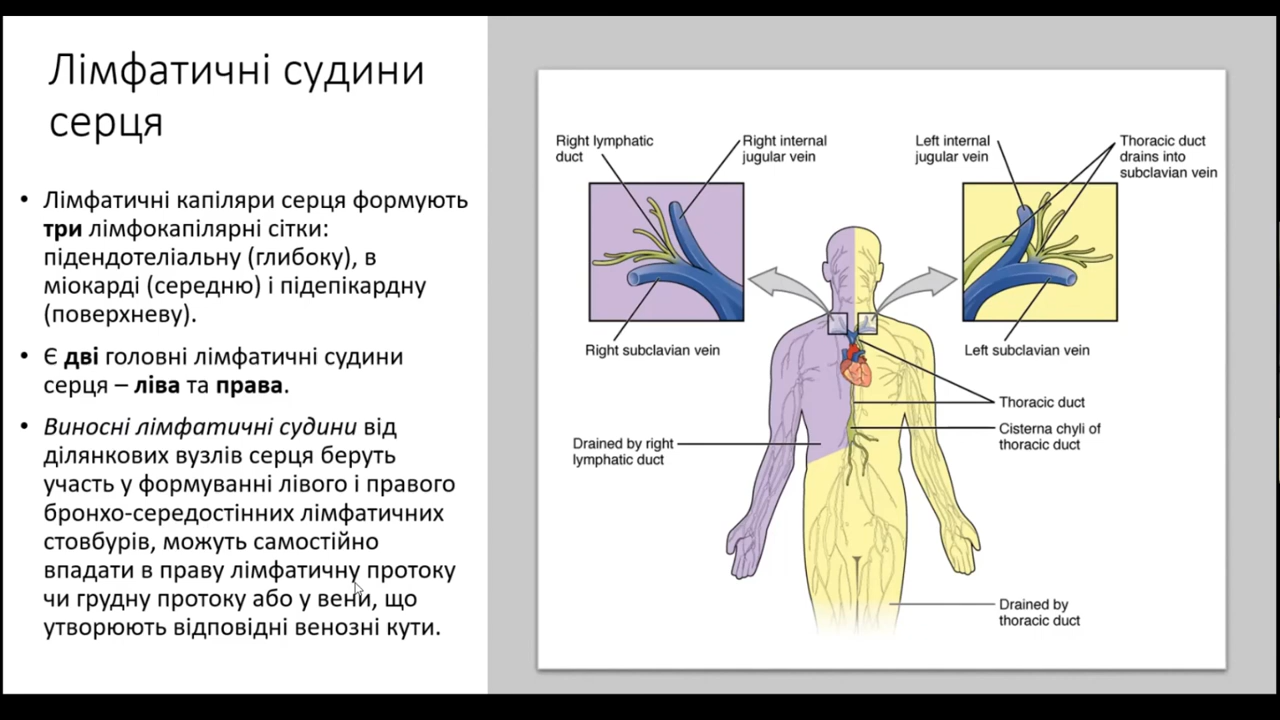 Лімфатичні судини
серця
• Лімфатичні капіляри серця формують
три лімфокапілярні сітки:
підендотеліальну (глибоку), в
міокарді (середню) і підепікардну
(поверхневу).
• Є дві головні лімфатичні судини
серця – ліва та права.
• Виносні лімфатичні судини від
ділянкових вузлів серця беруть
участь у формуванні лівого і правого
бронхо-середостінних лімфатичних
стовбурів, можуть самостійно
впадати в праву лімфатичну протоку
чи грудну протоку або у вени, що
утворюють відповідні венозні кути.
Right lymphatic
duct
Right internal
jugular vein
Left internal
jugular vein
Thoracic duct
drains into
subclavian vein
Right subclavian vein
Left subclavian vein
Thoracic duct
Cisterna chyli of
thoracic duct
Drained by right
lymphatic duct
Drained by
thoracic duct